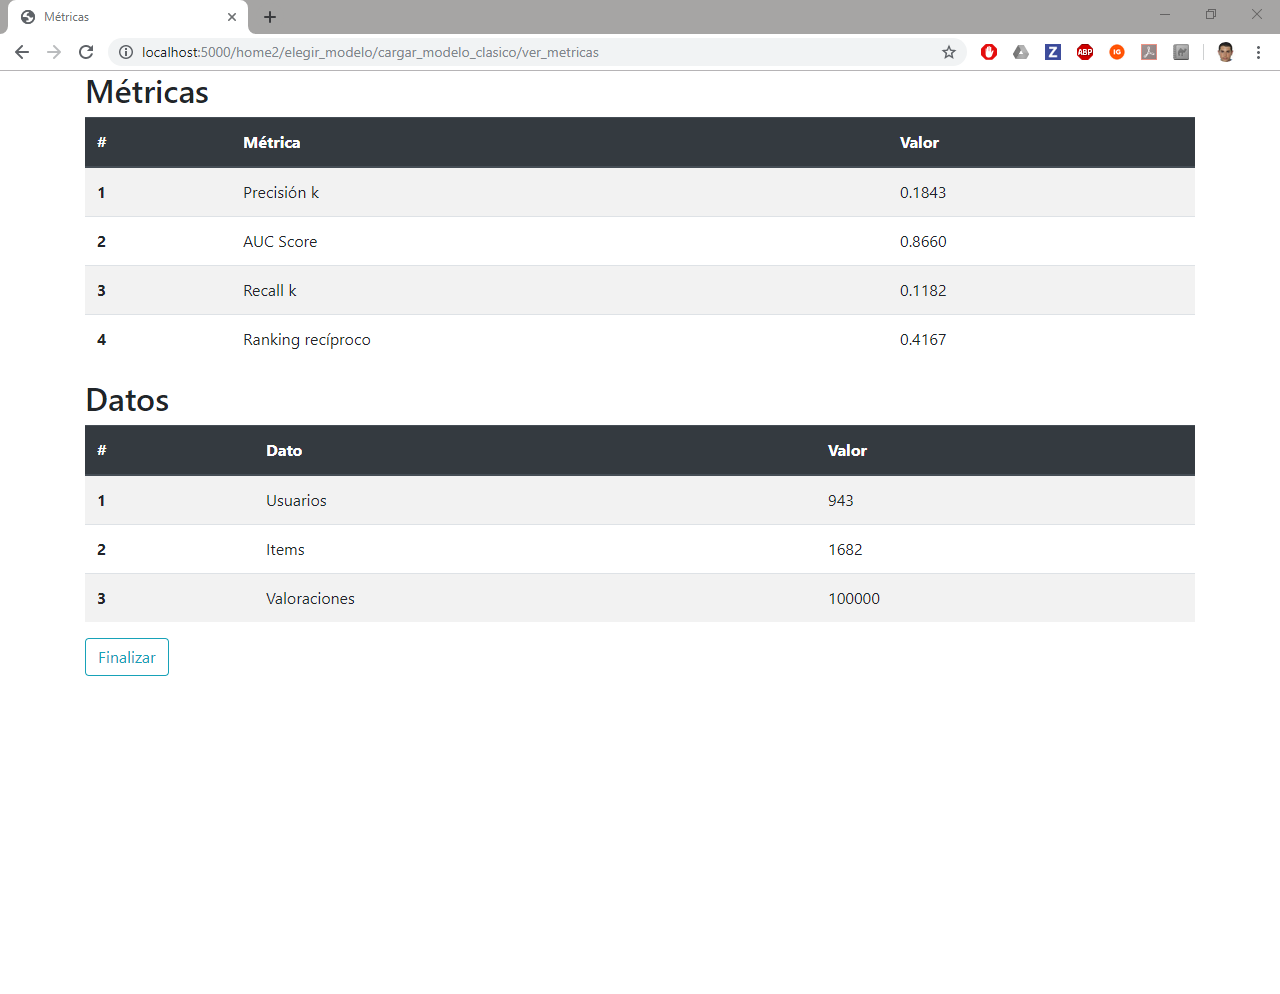 Métricas
localhost:5000/home2/elegir_modelo/cargar_modelo_clasico/ver_metricas
Z
ABP
IG
Métricas
# Métrica Valor
1 Precisión k 0.1843
2 AUC Score 0.8660
3 Recall k 0.1182
4 Ranking recíproco 0.4167
Datos
# Dato Valor
1 Usuarios 943
2 Items 1682
3 Valoraciones 100000
Finalizar